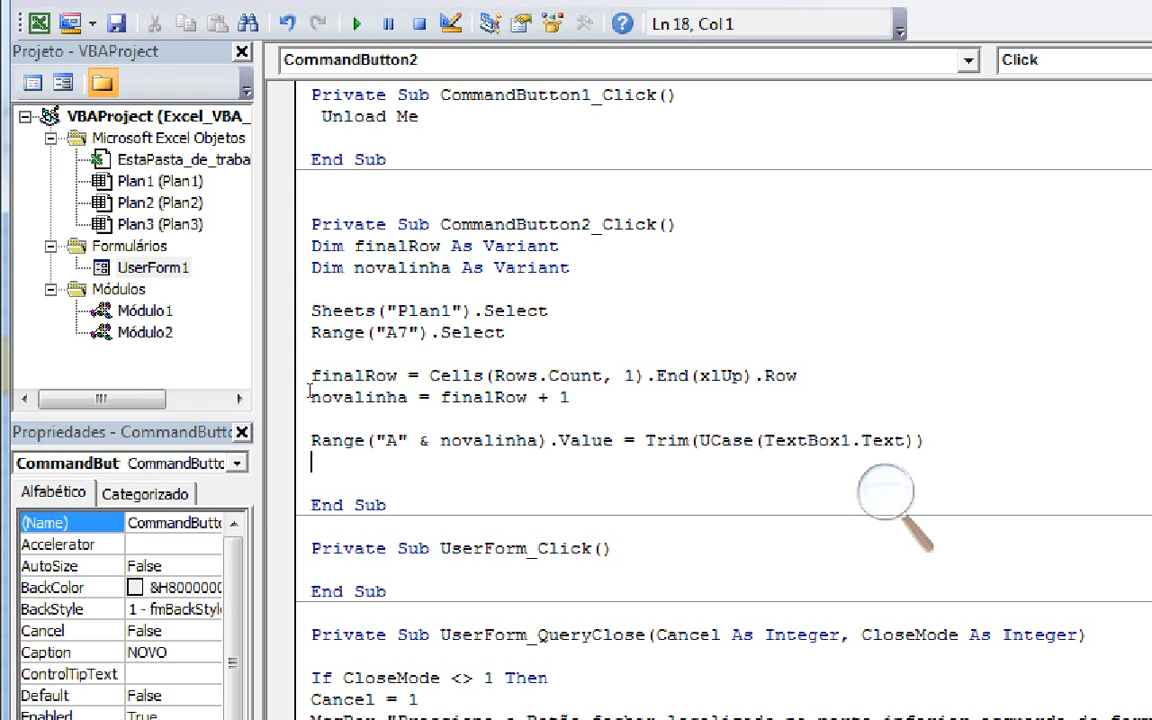 Ln 18, Col 1
Projeto - VBAProject
CommandButton2
Click
VBAProject (Excel_VBA_
Microsoft Excel Objetos
EstaPasta_de_traba
Plan1 (Plan1)
Plan2 (Plan2)
Plan3 (Plan3)
Formulários
UserForm1
Módulos
Módulo1
Módulo2
Propriedades - CommandButto
CommandBut CommandButto
Alfabético Categorizado
(Name) CommandButto
Accelerator
AutoSize False
BackColor &H8000000
BackStyle 1 - fmBackStyl
Cancel False
Caption NOVO
ControlTipText
Default False
Enabled True
Private Sub CommandButton1_Click()
Unload Me
End Sub
Private Sub CommandButton2_Click()
Dim finalRow As Variant
Dim novalinha As Variant
Sheets("Plan1").Select
Range("A7").Select
finalRow = Cells(Rows.Count, 1).End(xlUp).Row
novalinha = finalRow + 1
Range("A" & novalinha).Value = Trim(UCase(TextBox1.Text))
End Sub
Private Sub UserForm_Click()
End Sub
Private Sub UserForm_QueryClose(Cancel As Integer, CloseMode As Integer)
If CloseMode <> 1 Then
Cancel = 1